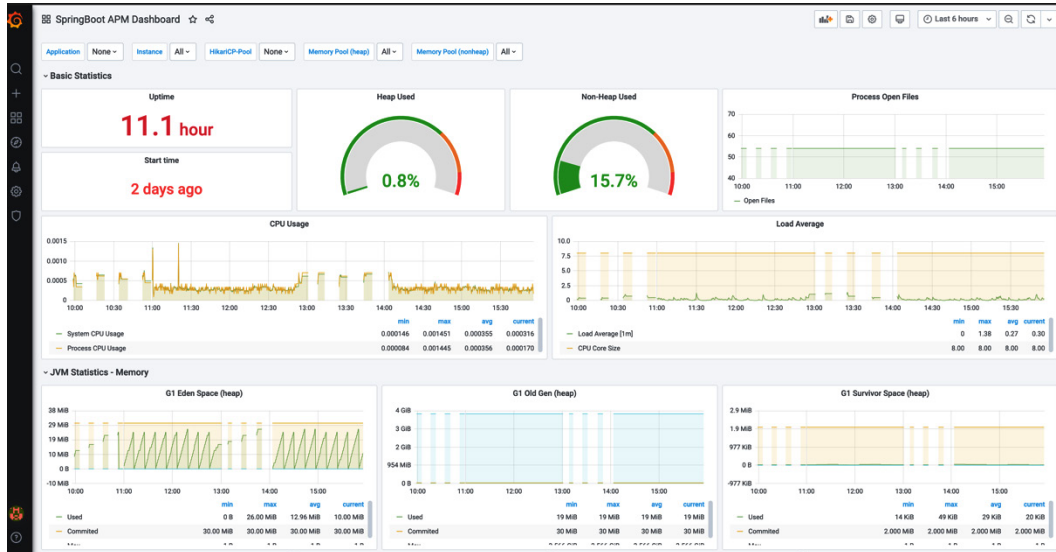 SpringBoot APM Dashboard
Last 6 hours
Application None Instance All HikariCP-Pool None Memory Pool (heap) All Memory Pool (nonheap) All
Basic Statistics
Uptime
11.1 hour
Start time
2 days ago
Heap Used
0.8%
Non-Heap Used
15.7%
Process Open Files
70
60
50
40
10:00 11:00 12:00 13:00 14:00 15:00
Open Files
CPU Usage
0.0015
0.0010
0.0005
0
10:00 10:30 11:00 11:30 12:00 12:30 13:00 13:30 14:00 14:30 15:00 15:30
min max avg current
System CPU Usage 0.000146 0.001451 0.000355 0.000316
Process CPU Usage 0.000084 0.001445 0.000356 0.000170
Load Average
10.0
7.5
5.0
2.5
0
10:00 10:30 11:00 11:30 12:00 12:30 13:00 13:30 14:00 14:30 15:00 15:30
min max avg current
Load Average [1m] 0 1.38 0.27 0.30
CPU Core Size 8.00 8.00 8.00 8.00
JVM Statistics - Memory
G1 Eden Space (heap)
38 MiB
29 MiB
19 MiB
10 MiB
0 B
-10 MiB
10:00 11:00 12:00 13:00 14:00 15:00
min max avg current
Used 0 B 26.00 MiB 12.96 MiB 10.00 MiB
Commited 30.00 MiB 30.00 MiB 30.00 MiB 30.00 MiB
G1 Old Gen (heap)
4 GiB
3 GiB
2 GiB
954 MiB
0 B
10:00 11:00 12:00 13:00 14:00 15:00
min max avg current
Used 19 MiB 19 MiB 19 MiB 19 MiB
Commited 30 MiB 30 MiB 30 MiB 30 MiB
G1 Survivor Space (heap)
2.9 MiB
1.9 MiB
977 KiB
0 B
-977 KiB
10:00 11:00 12:00 13:00 14:00 15:00
min max avg current
Used 14 KiB 49 KiB 29 KiB 20 KiB
Commited 2.000 MiB 2.000 MiB 2.000 MiB 2.000 MiB